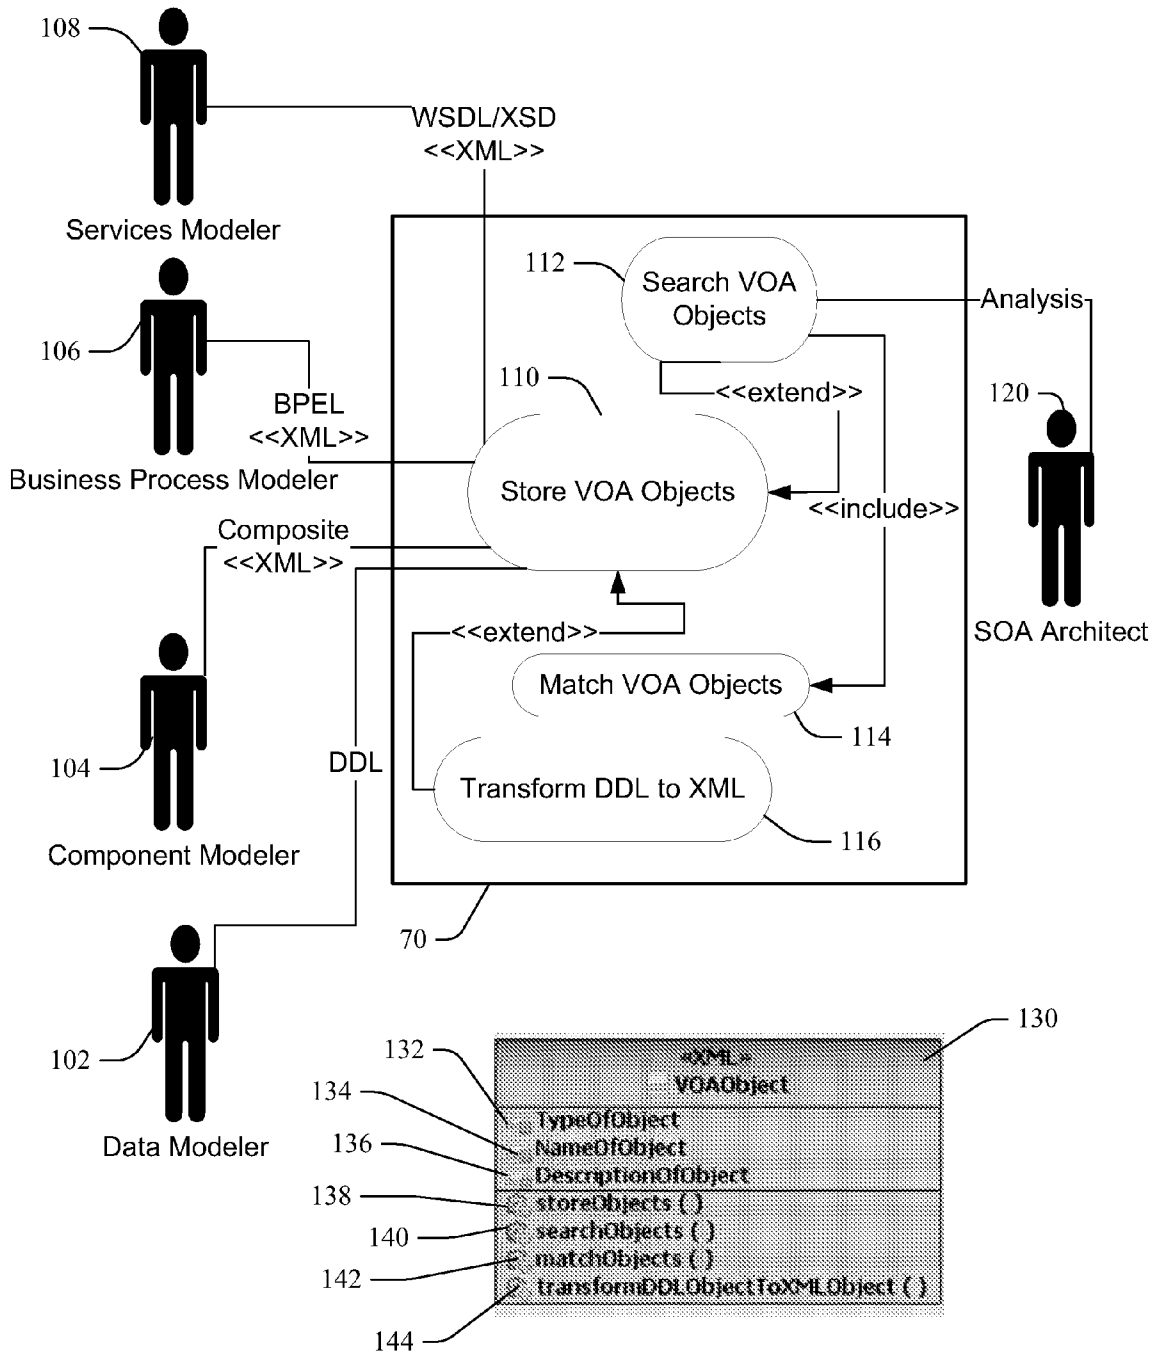 108
WSDL/XSD
<<XML>>
Services Modeler
112
Search VOA
Objects
Analysis
106
110
<<extend>>
120
BPEL
<<XML>>
Business Process Modeler
Store VOA Objects
<<include>>
Composite
<<XML>>
<<extend>>
SOA Architect
Match VOA Objects
114
104
DDL
Transform DDL to XML
116
Component Modeler
70
130
102
132
«XML»
VOAObject
134
TypeOfObject
Data Modeler
136
NameOfObject
DescriptionOfObject
138
storeObjects ( )
140
searchObjects ( )
142
matchObjects ( )
transformDDLObjectToXMLObject ( )
144